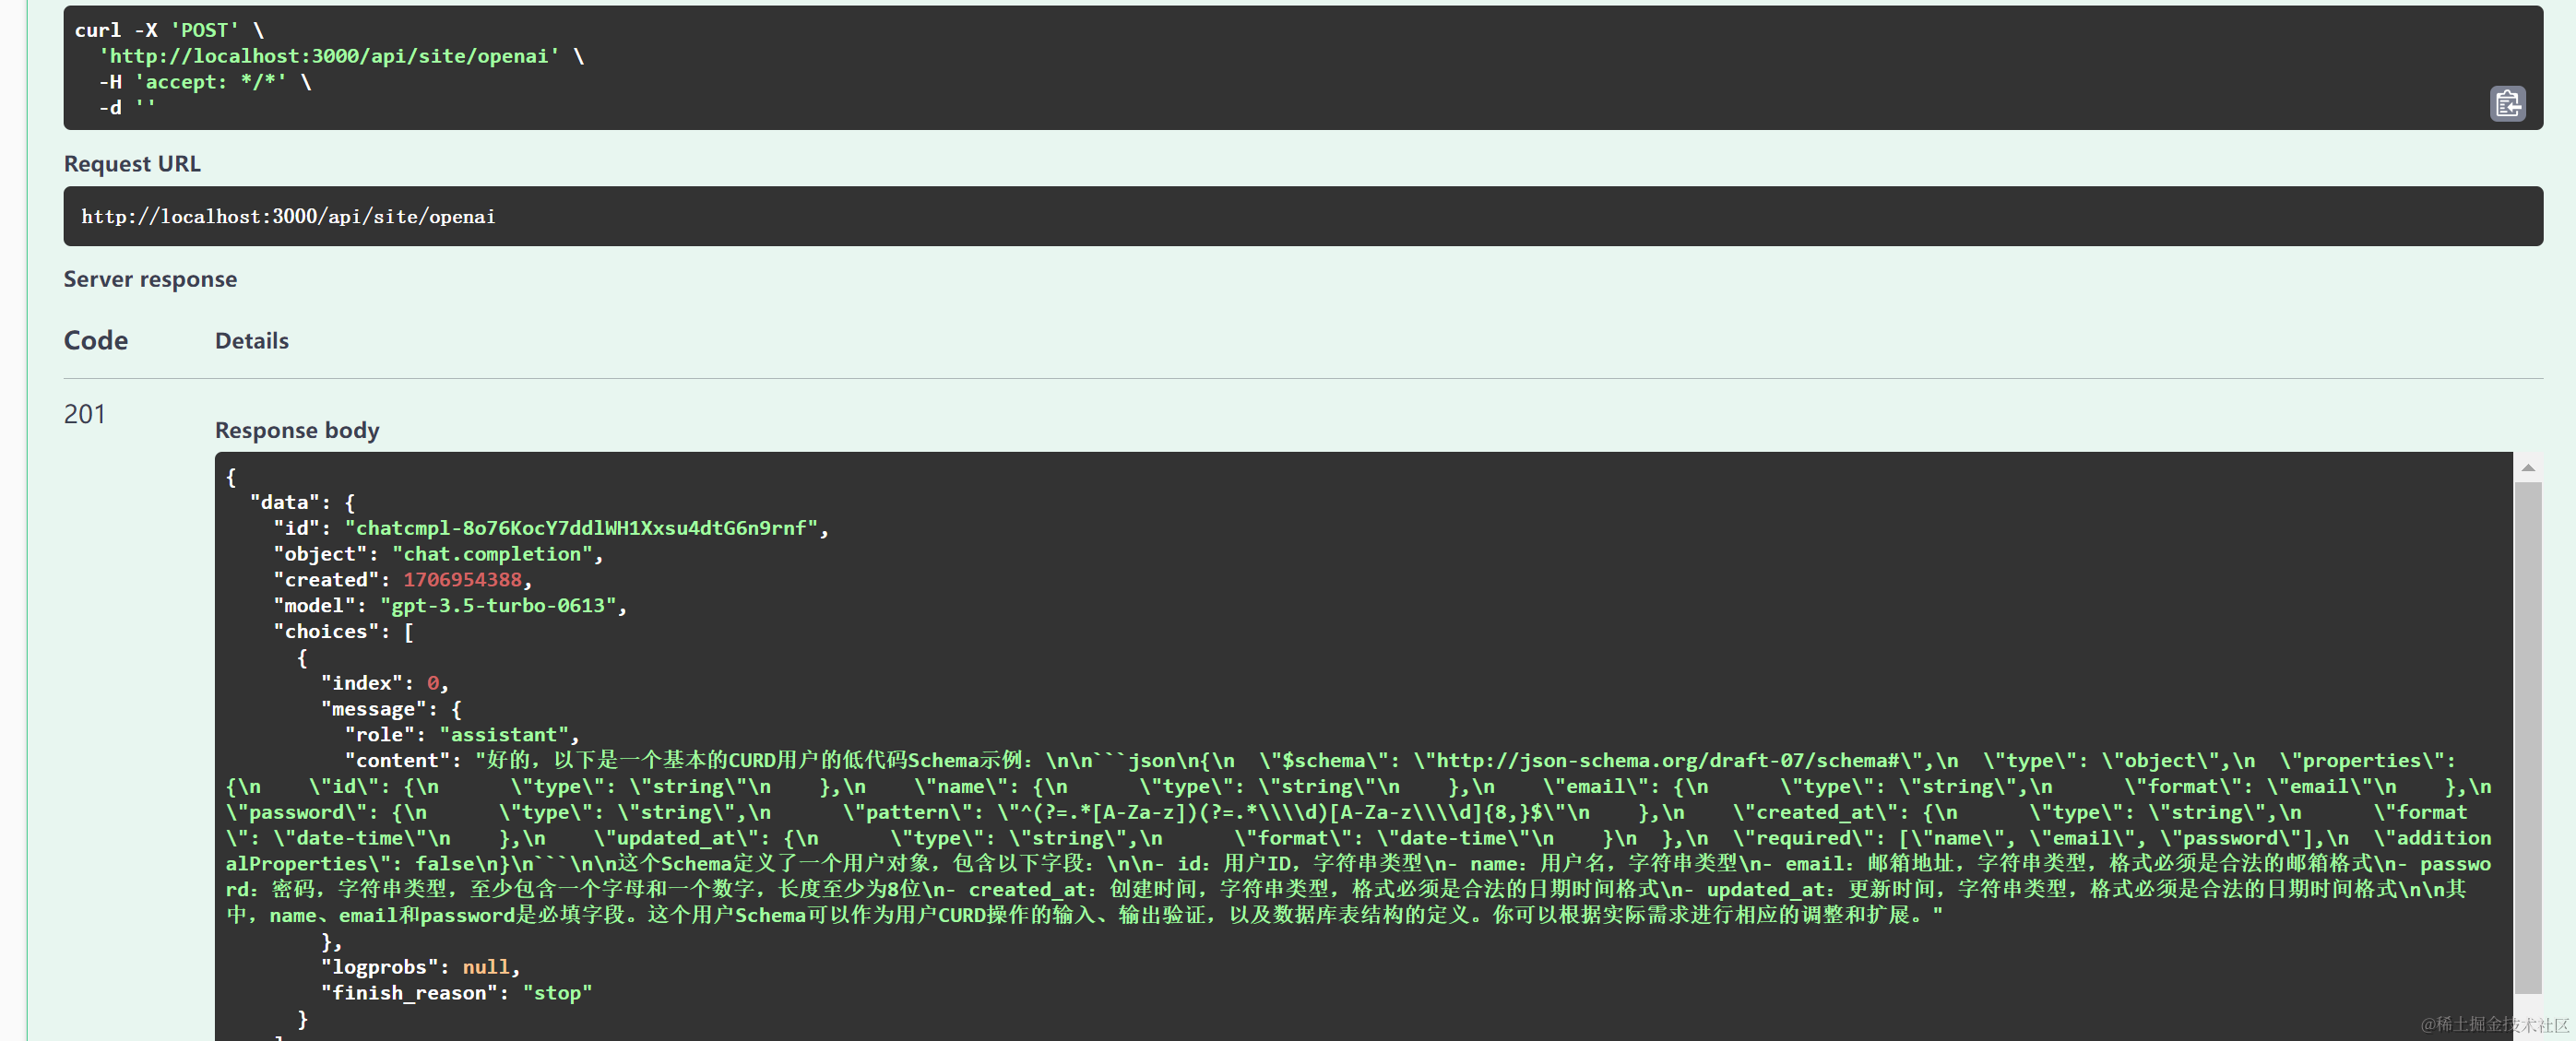 curl -X 'POST' \
  'http://localhost:3000/api/site/openai' \
  -H 'accept: */*' \
  -d ''
Request URL
http://localhost:3000/api/site/openai
Server response
Code Details
201
Response body
{
  "data": {
    "id": "chatcmpl-8o76KocY7ddlWH1Xxsu4dtG6n9rnf",
    "object": "chat.completion",
    "created": 1706954388,
    "model": "gpt-3.5-turbo-0613",
    "choices": [
      {
        "index": 0,
        "message": {
          "role": "assistant",
          "content": "好的，以下是一个基本的CURD用户的低代码Schema示例：\n\n```json\n{\n  \"$schema\": \"http://json-schema.org/draft-07/schema#\",\n  \"type\": \"object\",\n  \"properties\":
{\n    \"id\": {\n      \"type\": \"string\"\n    },\n    \"name\": {\n      \"type\": \"string\"\n    },\n    \"email\": {\n      \"type\": \"string\",\n      \"format\": \"email\"\n    },\n
\"password\": {\n      \"type\": \"string\",\n      \"pattern\": \"^(?=.*[A-Za-z])(?=.*\\\\d)[A-Za-z\\\\d]{8,}$\"\n    },\n    \"created_at\": {\n      \"type\": \"string\",\n      \"format
\": \"date-time\"\n    },\n    \"updated_at\": {\n      \"type\": \"string\",\n      \"format\": \"date-time\"\n    }\n  },\n  \"required\": [\"name\", \"email\", \"password\"],\n  \"addition
alProperties\": false\n}\n```\n\n这个Schema定义了一个用户对象，包含以下字段：\n\n- id：用户ID，字符串类型\n- name：用户名，字符串类型\n- email：邮箱地址，字符串类型，格式必须是合法的邮箱格式\n- passwo
rd：密码，字符串类型，至少包含一个字母和一个数字，长度至少为8位\n- created_at：创建时间，字符串类型，格式必须是合法的日期时间格式\n- updated_at：更新时间，字符串类型，格式必须是合法的日期时间格式\n\n其
中，name、email和password是必填字段。这个用户Schema可以作为用户CURD操作的输入、输出验证，以及数据库表结构的定义。你可以根据实际需求进行相应的调整和扩展。"
        },
        "logprobs": null,
        "finish_reason": "stop"
      }
@稀土掘金技术社区